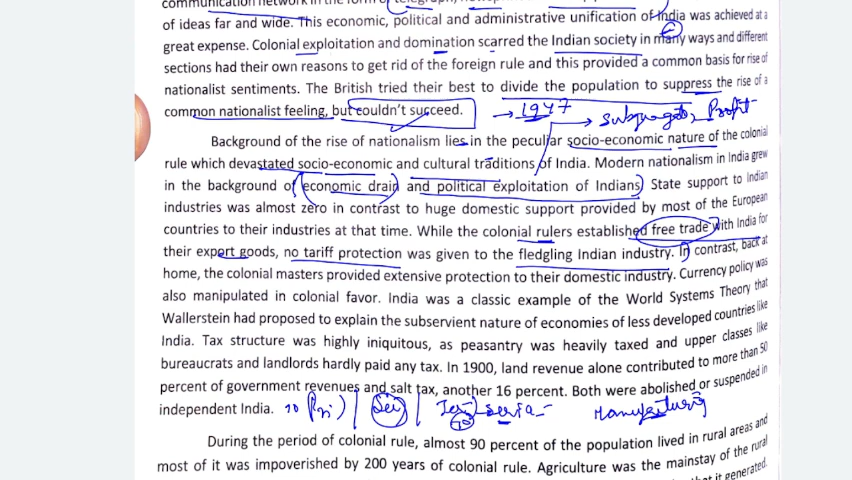 communication network in the form of telegraph,
of ideas far and wide. This economic, political and administrative unification of India was achieved at a
great expense. Colonial exploitation and domination scarred the Indian society in many ways and different
sections had their own reasons to get rid of the foreign rule and this provided a common basis for rise of
nationalist sentiments. The British tried their best to divide the population to suppress the rise of a
common nationalist feeling, but couldn't succeed. → 1947
→ Profit
Background of the rise of nationalism lies in the peculiar socio-economic nature of the colonial
rule which devastated socio-economic and cultural traditions of India. Modern nationalism in India grew
in the background of (economic drain) and political exploitation of Indians) State support to Indian
industries was almost zero in contrast to huge domestic support provided by most of the European
countries to their industries at that time. While the colonial rulers established free trade with India for
their export goods, no tariff protection was given to the fledgling Indian industry. In contrast, back at
home, the colonial masters provided extensive protection to their domestic industry. Currency policy was
also manipulated in colonial favor. India was a classic example of the World Systems Theory that
Wallerstein had proposed to explain the subservient nature of economies of less developed countries like
India. Tax structure was highly iniquitous, as peasantry was heavily taxed and upper classes like
bureaucrats and landlords hardly paid any tax. In 1900, land revenue alone contributed to more than 50
percent of government revenues and salt tax, another 16 percent. Both were abolished or suspended in
independent India.
During the period of colonial rule, almost 90 percent of the population lived in rural areas and
most of it was impoverished by 200 years of colonial rule. Agriculture was the mainstay of the rural
that it generated.